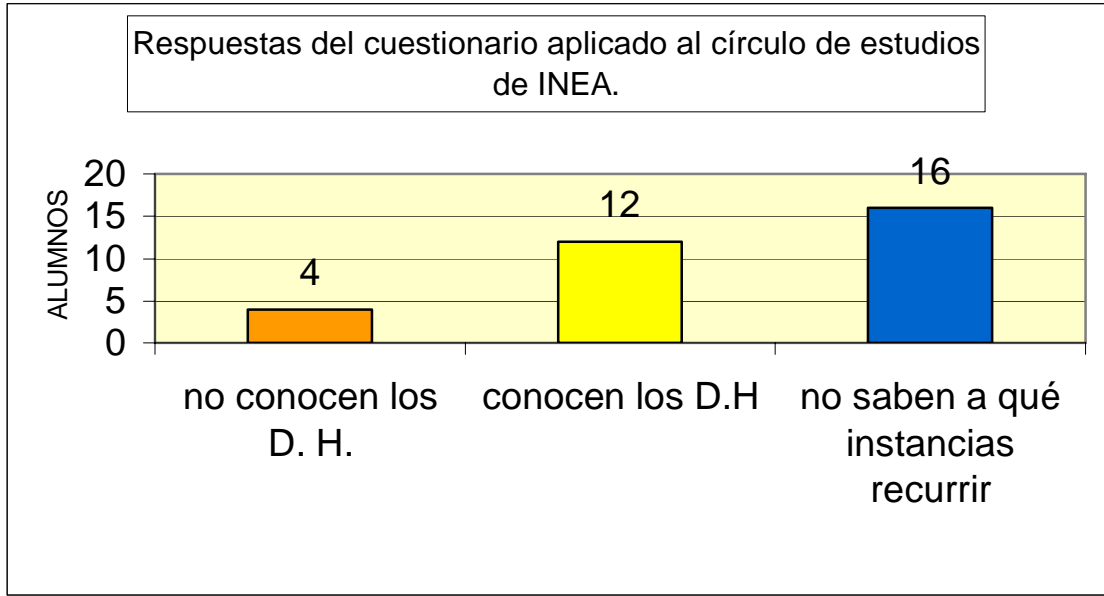 Respuestas del cuestionario aplicado al círculo de estudios
de INEA.
ALUMNOS
20
15
10
5
0
4
12
16
no conocen los
D. H.
conocen los D.H
no saben a qué
instancias
recurrir